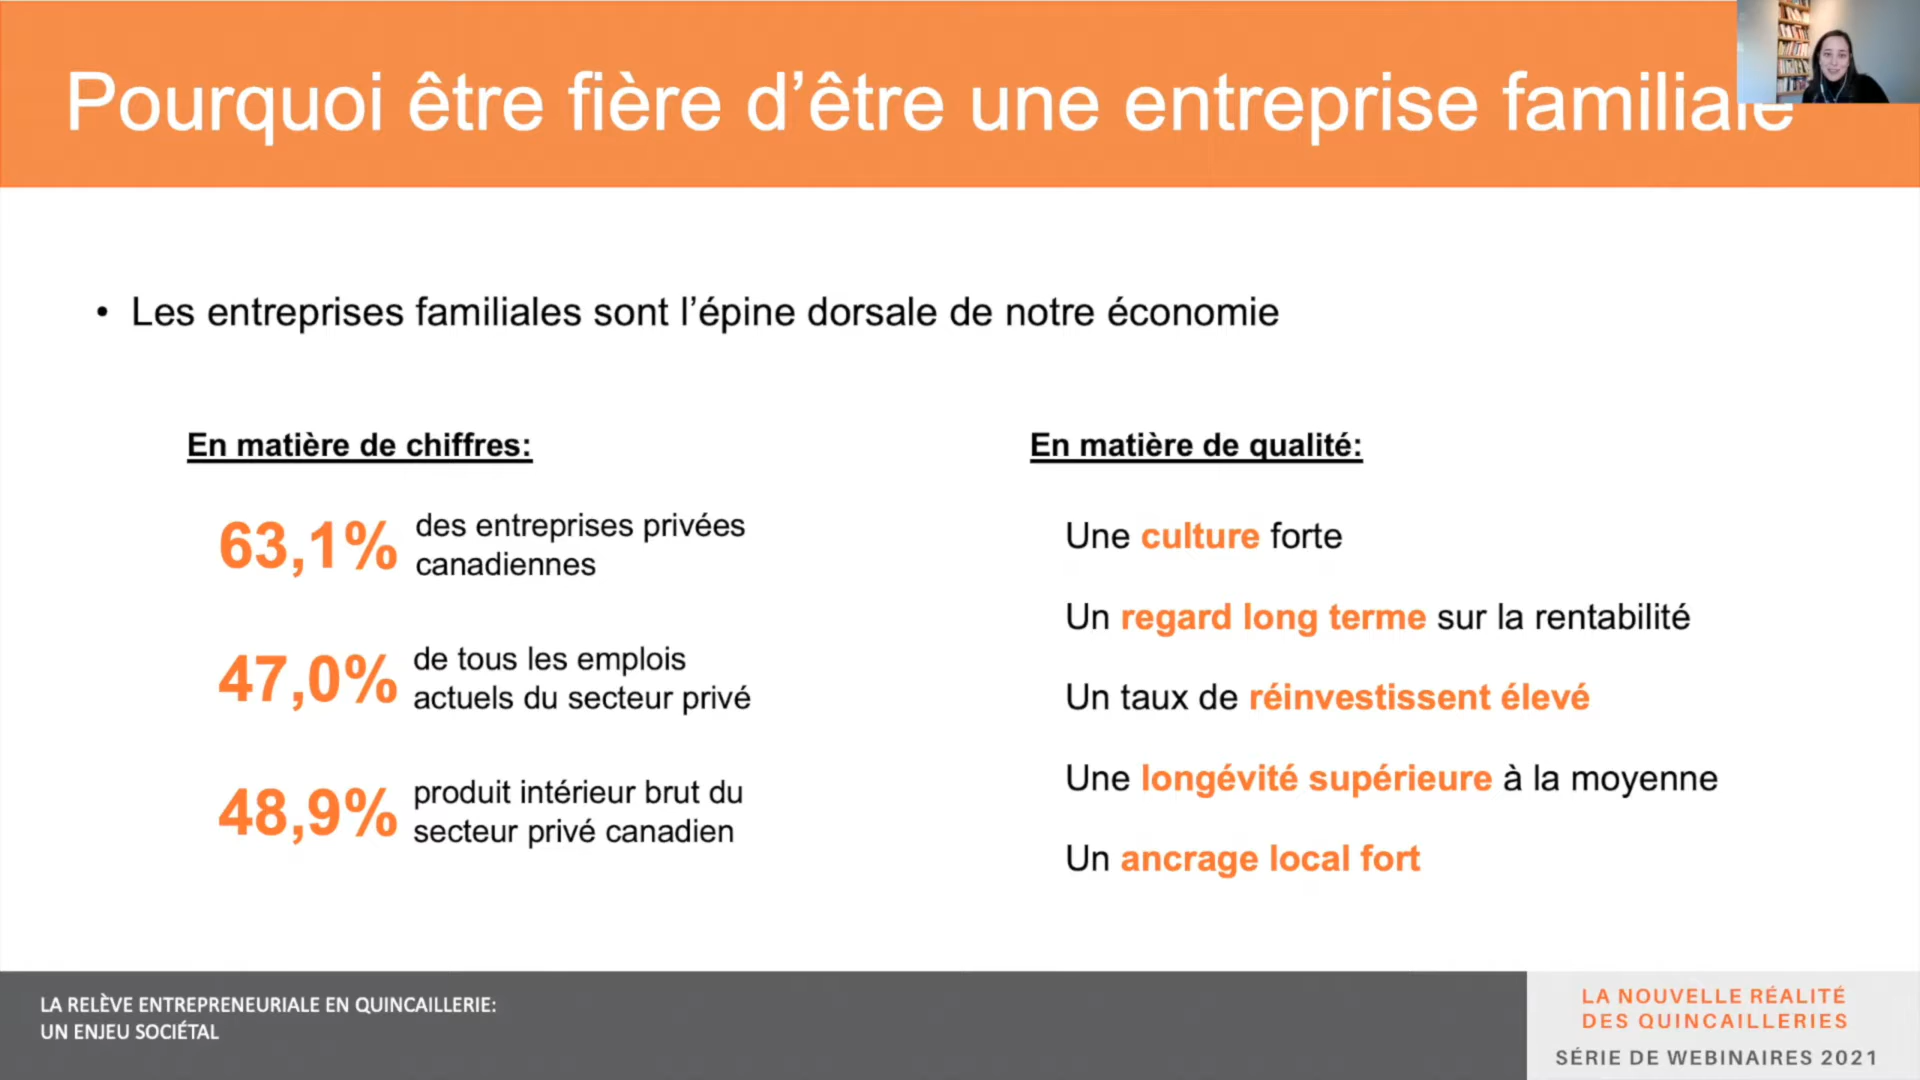 Pourquoi être fière d’être une entreprise familiale
• Les entreprises familiales sont l’épine dorsale de notre économie
En matière de chiffres:
63,1% des entreprises privées
canadiennes
47,0% de tous les emplois
actuels du secteur privé
48,9% produit intérieur brut du
secteur privé canadien
En matière de qualité:
Une culture forte
Un regard long terme sur la rentabilité
Un taux de réinvestissent élevé
Une longévité supérieure à la moyenne
Un ancrage local fort
LA RELÈVE ENTREPRENEURIALE EN QUINCAILLERIE:
UN ENJEU SOCIÉTAL
LA NOUVELLE RÉALITÉ
DES QUINCAILLERIES
SÉRIE DE WEBINAIRES 2021